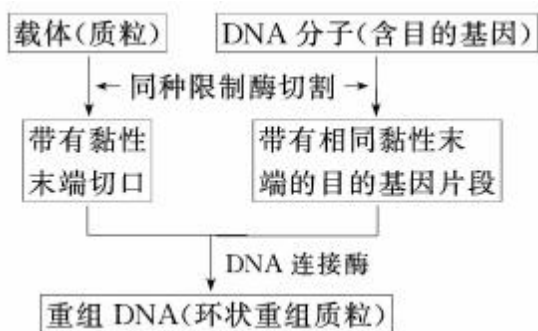 载体(质粒)
DNA 分子(含目的基因)
同种限制酶切割
带有黏性
末端切口
带有相同黏性末
端的目的基因片段
DNA 连接酶
重组 DNA(环状重组质粒)